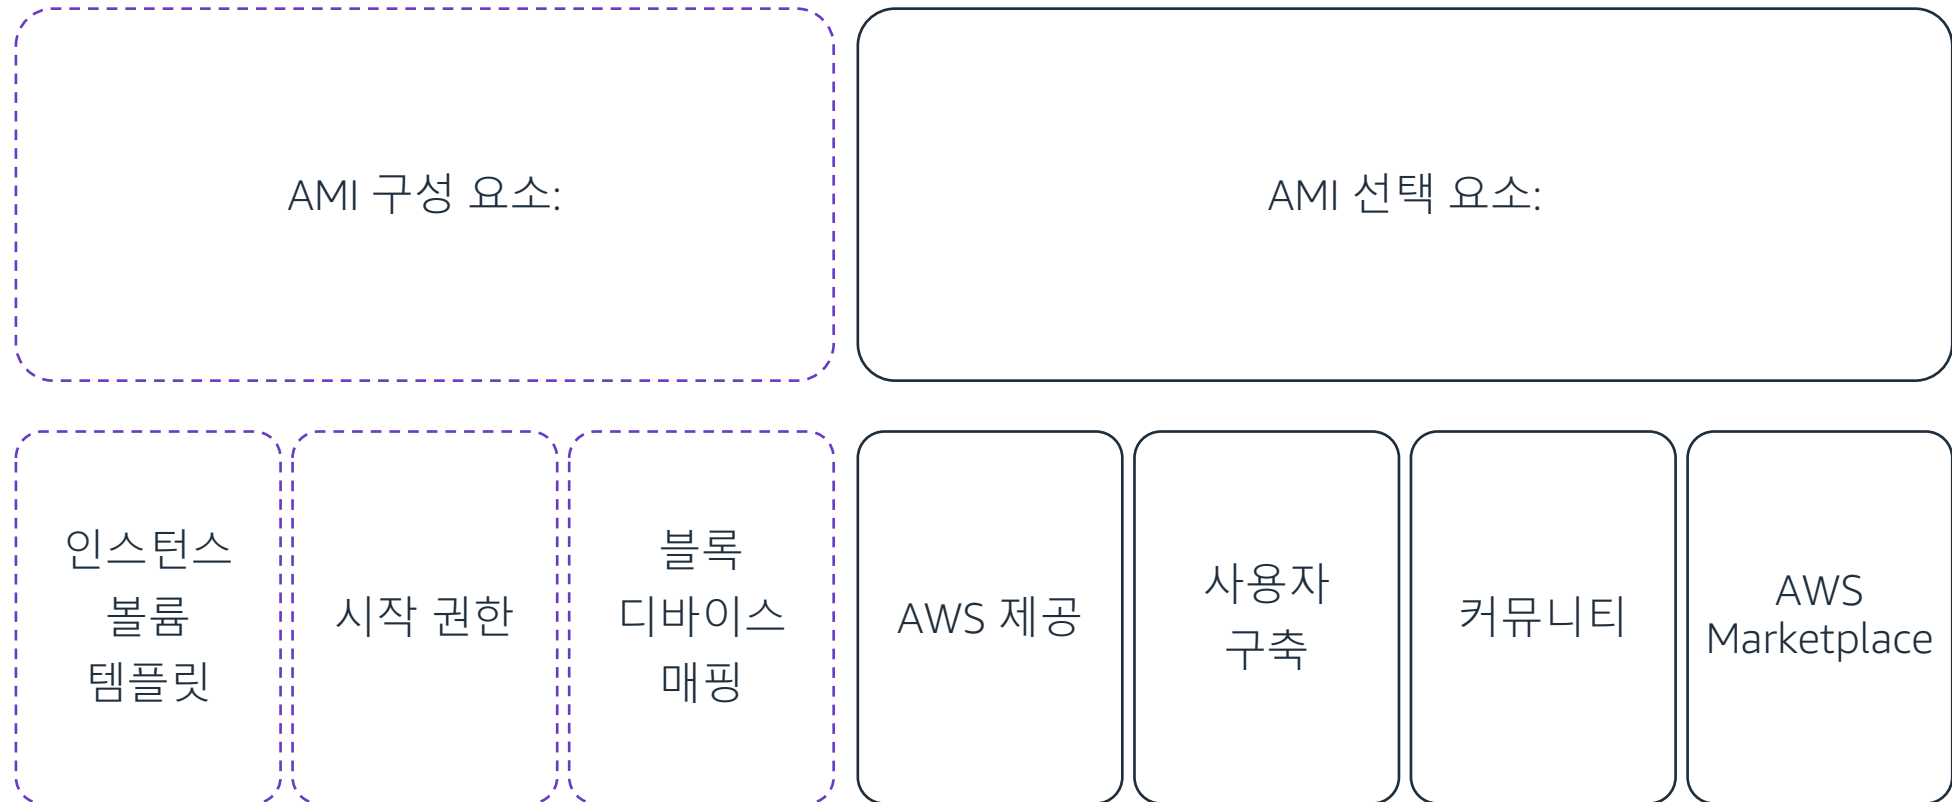 AMI 구성 요소:
AMI 선택 요소:
인스턴스
볼륨
템플릿
시작 권한
블록
디바이스
매핑
AWS 제공
사용자
구축
커뮤니티
AWS
Marketplace